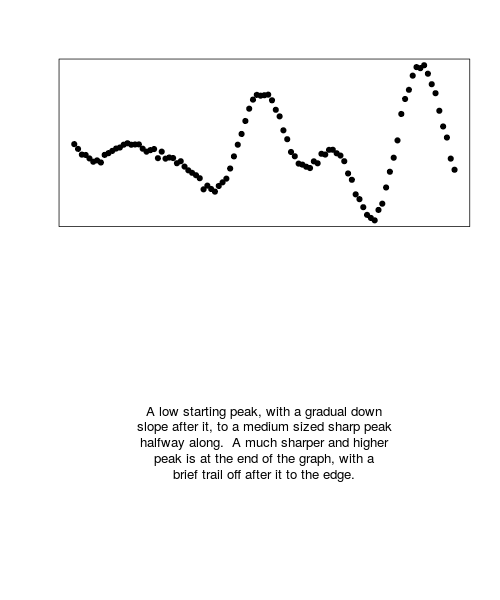 A low starting peak, with a gradual down
slope after it, to a medium sized sharp peak
halfway along.  A much sharper and higher
peak is at the end of the graph, with a
brief trail off after it to the edge.